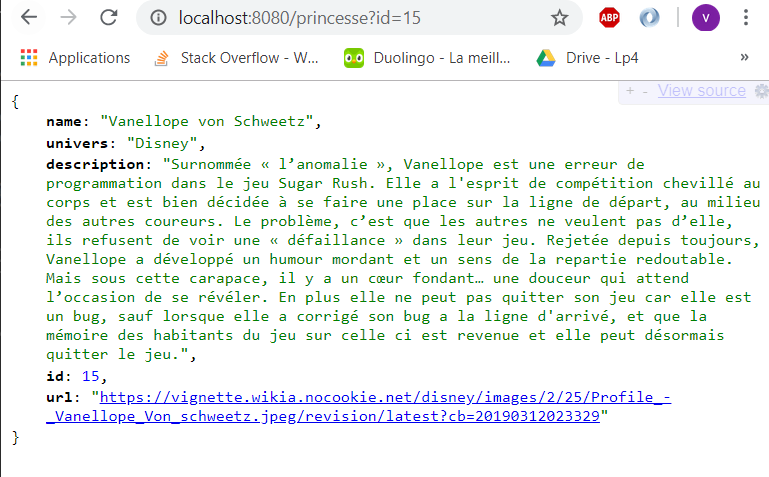 localhost:8080/princesse?id=15
ABP
V
Applications
Stack Overflow - W...
Duolingo - La meill...
Drive - Lp4
»
+ - View source
{
name: "Vanellope von Schweetz",
univers: "Disney",
description: "Surnommée « l’anomalie », Vanellope est une erreur de
programmation dans le jeu Sugar Rush. Elle a l'esprit de compétition chevillé au
corps et est bien décidée à se faire une place sur la ligne de départ, au milieu
des autres coureurs. Le problème, c’est que les autres ne veulent pas d’elle,
ils refusent de voir une « défaillance » dans leur jeu. Rejetée depuis toujours,
Vanellope a développé un humour mordant et un sens de la repartie redoutable.
Mais sous cette carapace, il y a un cœur fondant… une douceur qui attend
l’occasion de se révéler. En plus elle ne peut pas quitter son jeu car elle est
un bug, sauf lorsque elle a corrigé son bug a la ligne d'arrivé, et que la
mémoire des habitants du jeu sur celle ci est revenue et elle peut désormais
quitter le jeu.",
id: 15,
url: "https://vignette.wikia.nocookie.net/disney/images/2/25/Profile_-
_Vanellope_Von_schweetz.jpeg/revision/latest?cb=20190312023329"
}